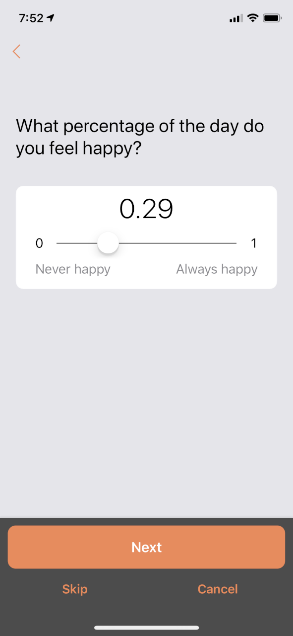 7:52
What percentage of the day do
you feel happy?
0.29
0 1
Never happy Always happy
Next
Skip Cancel